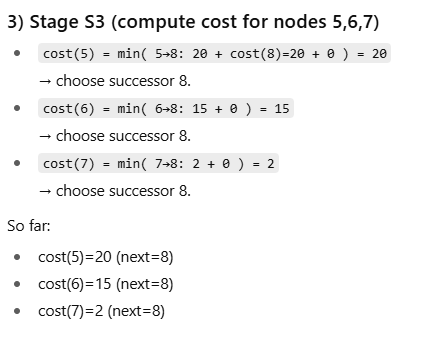 3) Stage S3 (compute cost for nodes 5,6,7)
• cost(5) = min( 5→8: 20 + cost(8)=20 + 0 ) = 20
→ choose successor 8.
• cost(6) = min( 6→8: 15 + 0 ) = 15
→ choose successor 8.
• cost(7) = min( 7→8: 2 + 0 ) = 2
→ choose successor 8.
So far:
• cost(5)=20 (next=8)
• cost(6)=15 (next=8)
• cost(7)=2 (next=8)